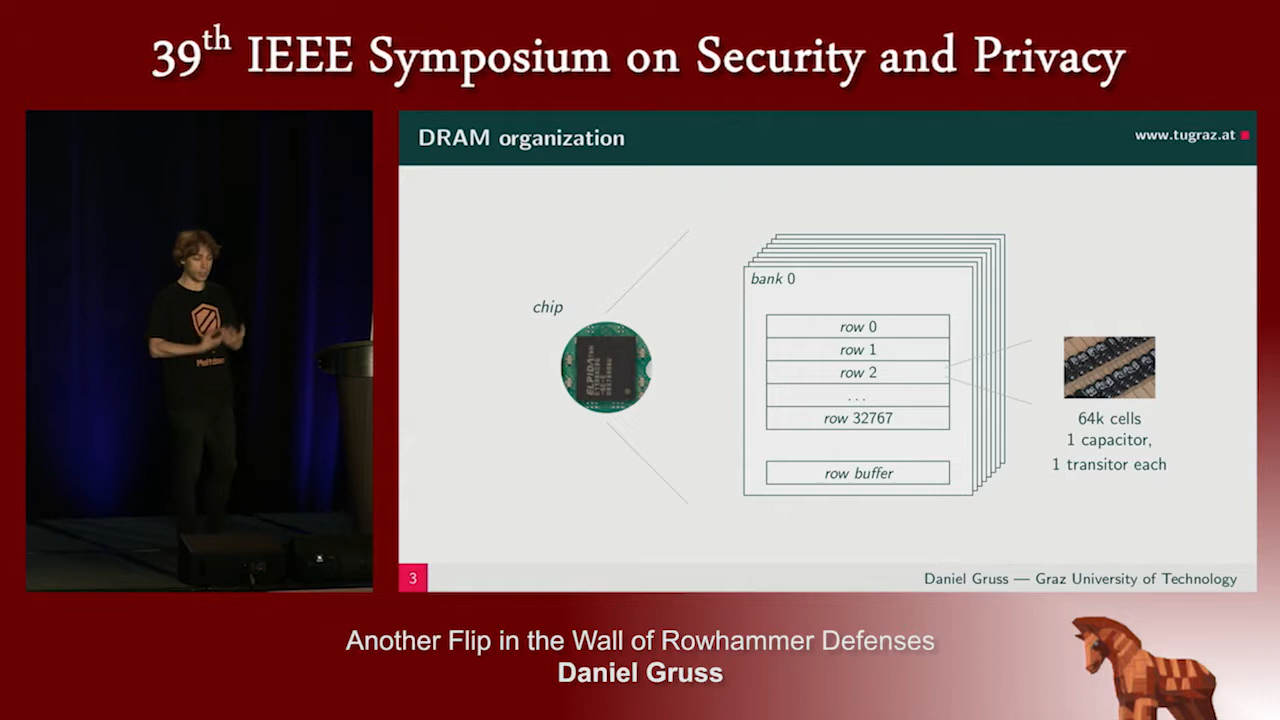 39th IEEE Symposium on Security and Privacy
DRAM organization
www.tugraz.at
chip
bank 0
row 0
row 1
row 2
...
row 32767
row buffer
64k cells
1 capacitor,
1 transitor each
ELPIDA
3
Daniel Gruss — Graz University of Technology
Another Flip in the Wall of Rowhammer Defenses
Daniel Gruss